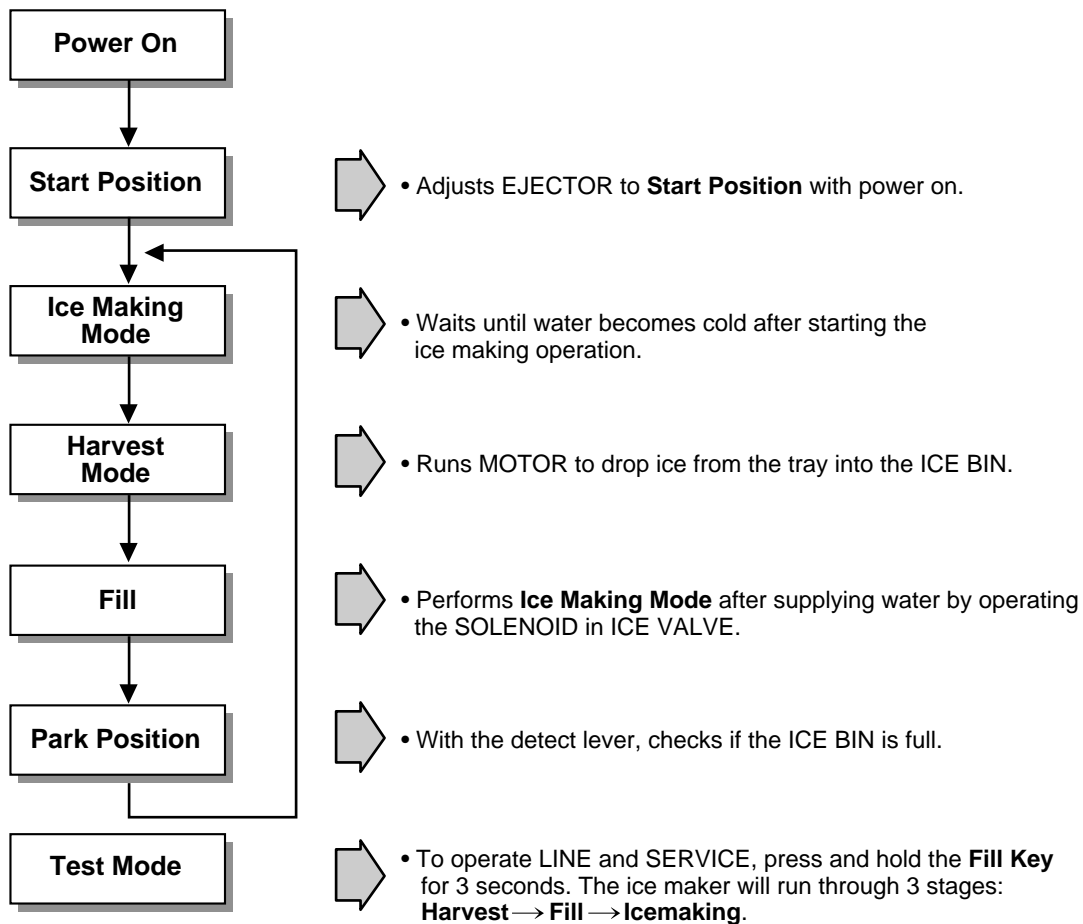 Power On
Start Position
• Adjusts EJECTOR to Start Position with power on.
Ice Making
Mode
• Waits until water becomes cold after starting the
ice making operation.
Harvest
Mode
• Runs MOTOR to drop ice from the tray into the ICE BIN.
Fill
• Performs Ice Making Mode after supplying water by operating
the SOLENOID in ICE VALVE.
Park Position
• With the detect lever, checks if the ICE BIN is full.
Test Mode
• To operate LINE and SERVICE, press and hold the Fill Key
for 3 seconds. The ice maker will run through 3 stages:
Harvest → Fill → Icemaking.